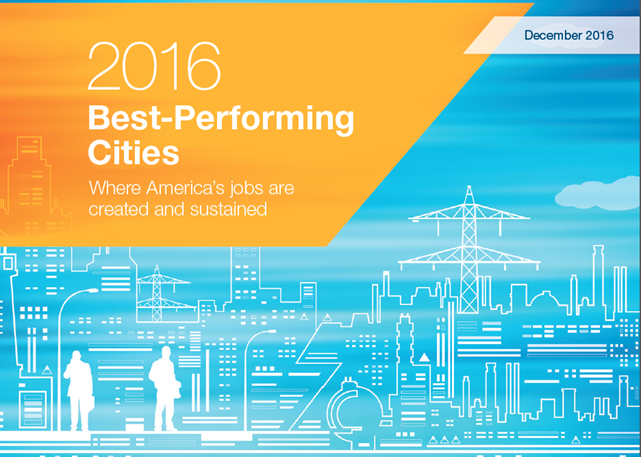 December 2016
2016
Best-Performing
Cities
Where America's jobs are
created and sustained